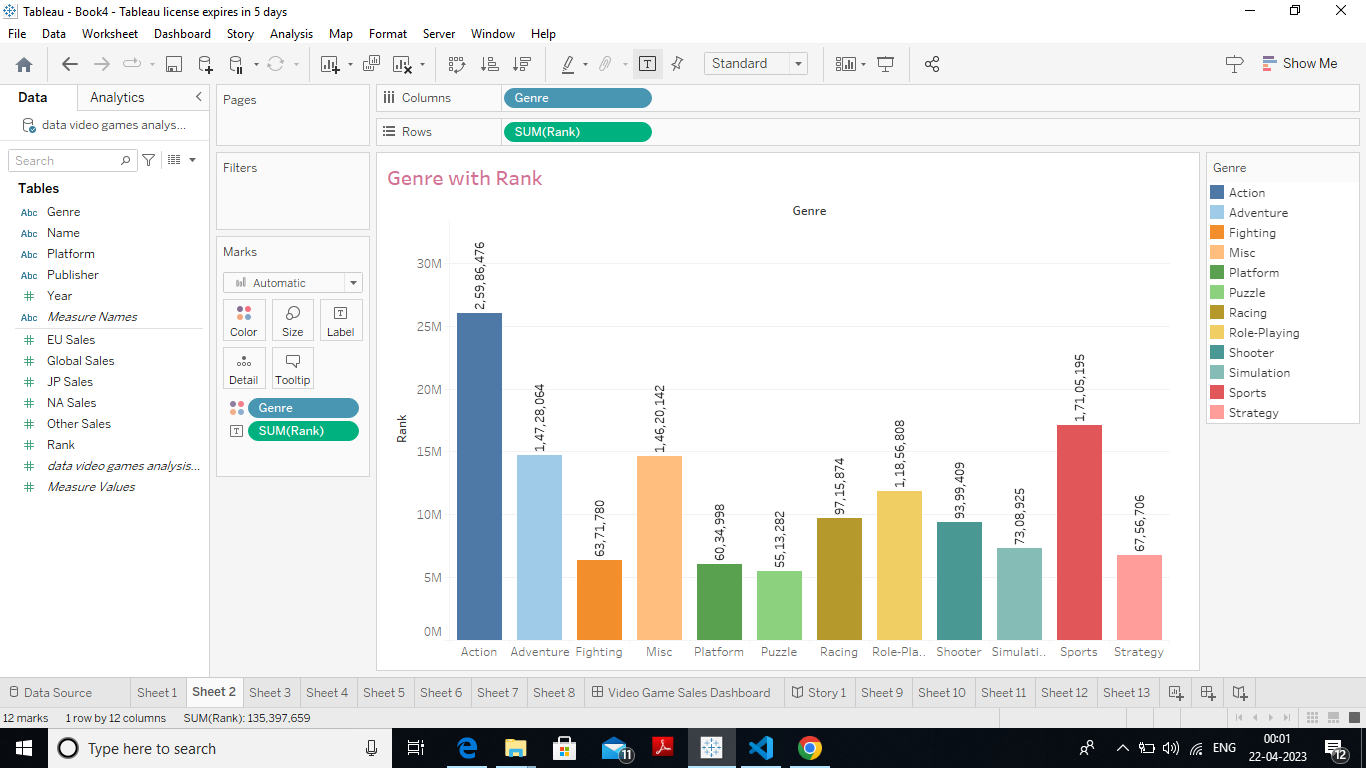 Tableau - Book4 - Tableau license expires in 5 days
File Data Worksheet Dashboard Story Analysis Map Format Server Window Help
Standard
Show Me
Data Analytics
data video games analys...
Search
Tables
Abc Genre
Abc Name
Abc Platform
Abc Publisher
# Year
Abc Measure Names
# EU Sales
# Global Sales
# JP Sales
# NA Sales
# Other Sales
# Rank
# data video games analysis...
# Measure Values
Pages
Filters
Marks
Automatic
Color Size Label
Detail Tooltip
Genre
SUM(Rank)
Columns Genre
Rows SUM(Rank)
Genre with Rank
Genre
Rank
30M
25M
20M
15M
10M
5M
0M
2,59,86,476
1,47,28,064
63,71,780
1,46,20,142
60,34,998
55,13,282
97,15,874
1,18,56,808
93,99,409
73,08,925
1,71,05,195
67,56,706
Action Adventure Fighting Misc Platform Puzzle Racing Role-Pla.. Shooter Simulati.. Sports Strategy
Genre
Action
Adventure
Fighting
Misc
Platform
Puzzle
Racing
Role-Playing
Shooter
Simulation
Sports
Strategy
Data Source Sheet 1 Sheet 2 Sheet 3 Sheet 4 Sheet 5 Sheet 6 Sheet 7 Sheet 8 Video Game Sales Dashboard Story 1 Sheet 9 Sheet 10 Sheet 11 Sheet 12 Sheet 13
12 marks 1 row by 12 columns SUM(Rank): 135,397,659
Type here to search
11
ENG
00:01
22-04-2023
12